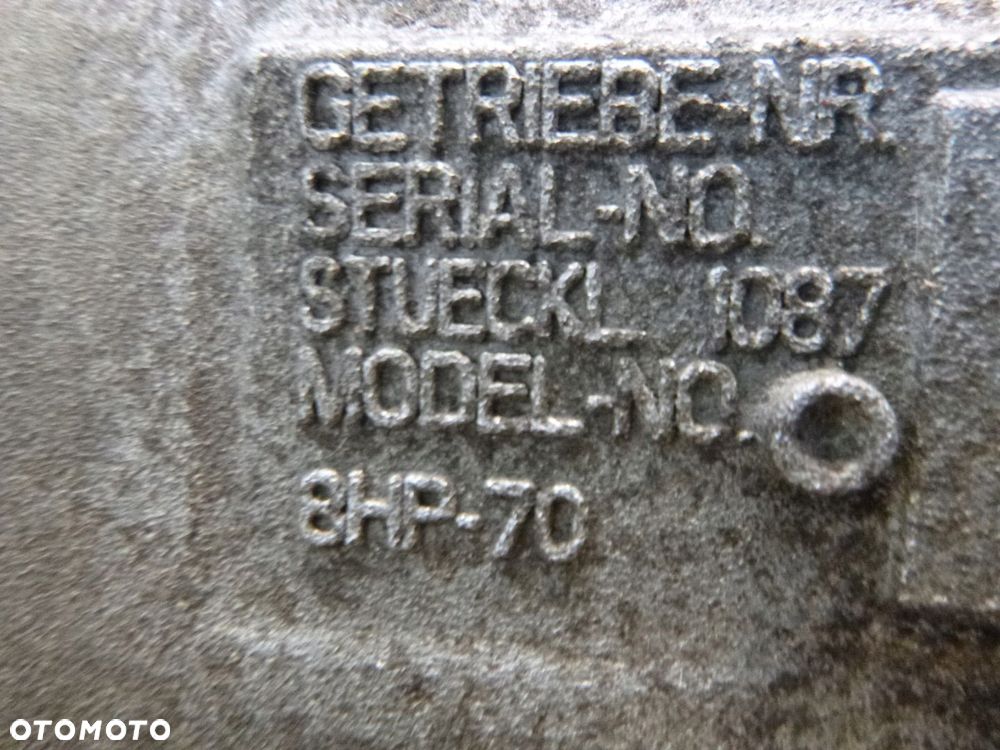 GETRIEBE-NR.
SERIAL-NO.
STUECKL. 1087
MODEL-NO.
8HP-70
OTOMOTO